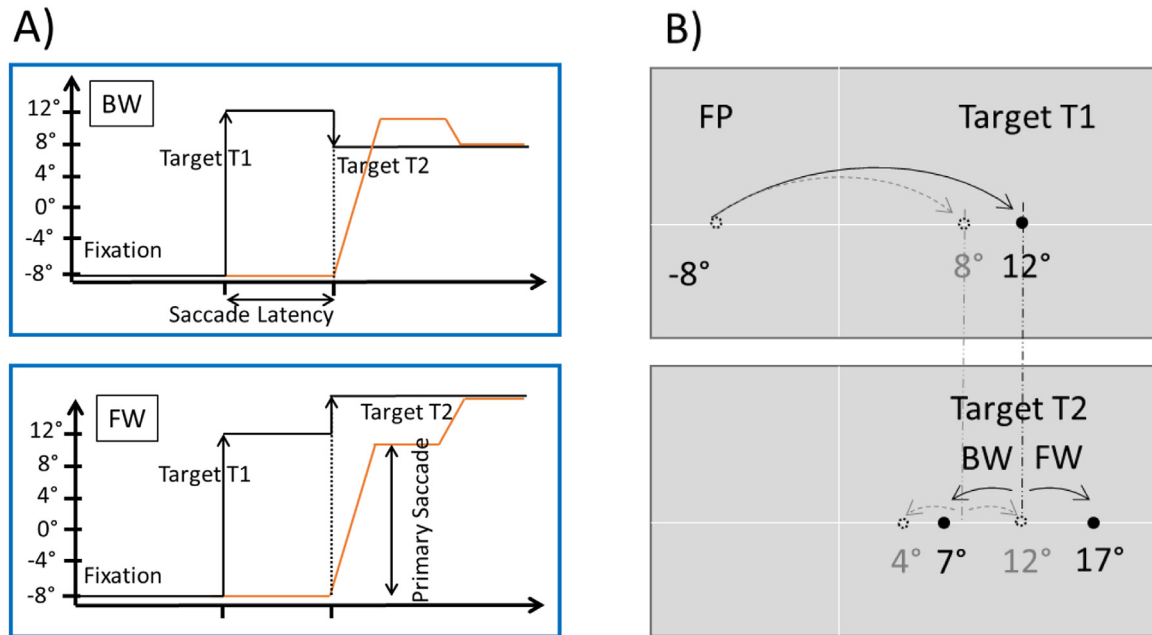 A)
BW
12°
8°
4°
0°
-4°
-8°
Target T1
Target T2
Fixation
Saccade Latency
FW
12°
8°
4°
0°
-4°
-8°
Target T1
Target T2
Primary Saccade
Fixation
B)
FP Target T1
-8° 8° 12°
Target T2
BW FW
4° 7° 12° 17°